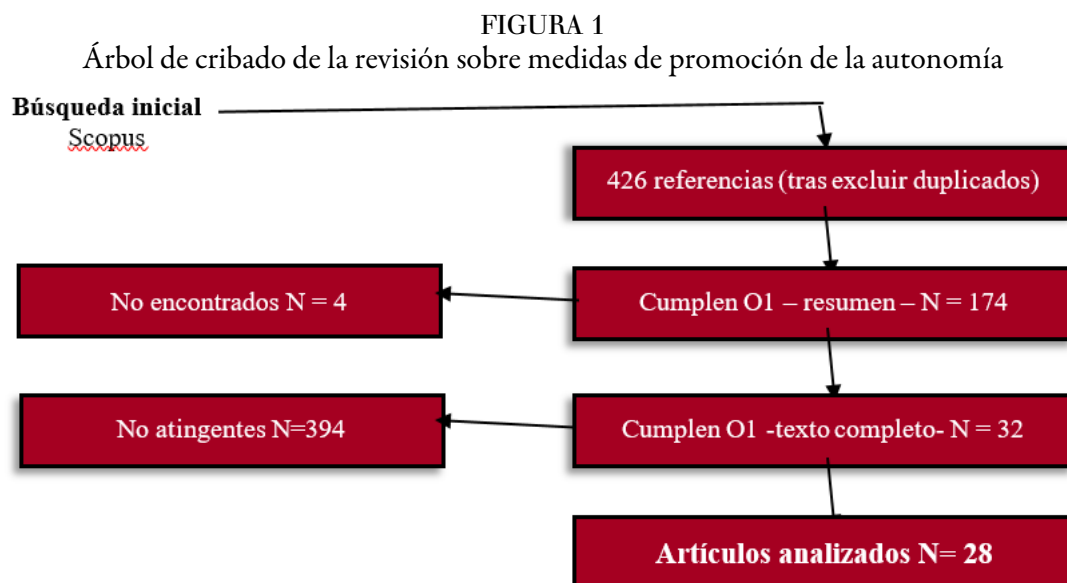 FIGURA 1
Árbol de cribado de la revisión sobre medidas de promoción de la autonomía
Búsqueda inicial
Scopus
426 referencias (tras excluir duplicados)
No encontrados N = 4
Cumplen O1 – resumen – N = 174
No atingentes N=394
Cumplen O1 -texto completo- N = 32
Artículos analizados N= 28